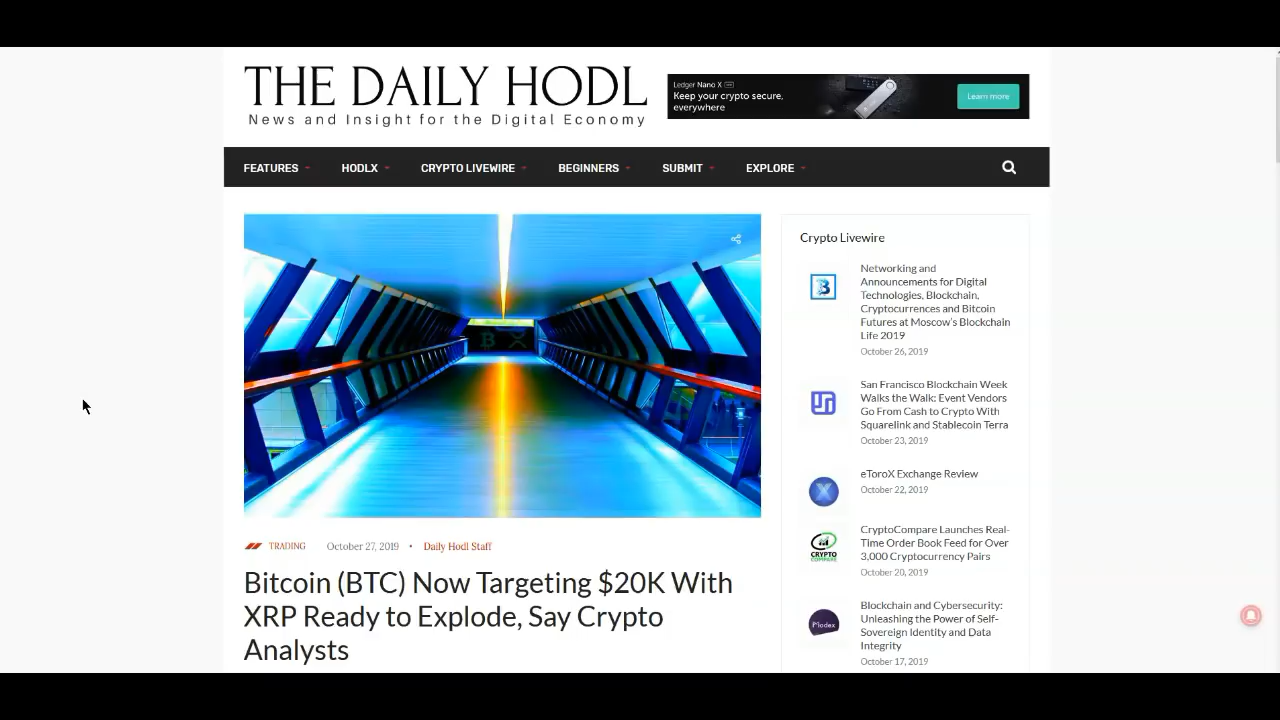 THE DAILY HODL
News and Insight for the Digital Economy
Ledger Nano X
Keep your crypto secure,
everywhere
Learn more
FEATURES
HODLX
CRYPTO LIVEWIRE
BEGINNERS
SUBMIT
EXPLORE
TRADING
October 27, 2019 • Daily Hodl Staff
Bitcoin (BTC) Now Targeting $20K With
XRP Ready to Explode, Say Crypto
Analysts
Crypto Livewire
Networking and
Announcements for Digital
Technologies, Blockchain,
Cryptocurrencies and Bitcoin
Futures at Moscow's Blockchain
Life 2019
October 26, 2019
San Francisco Blockchain Week
Walks the Walk: Event Vendors
Go From Cash to Crypto With
Squarelink and Stablecoin Terra
October 23, 2019
eToroX Exchange Review
October 22, 2019
CRYPTO
COMPARE
CryptoCompare Launches Real-
Time Order Book Feed for Over
3,000 Cryptocurrency Pairs
October 20, 2019
Blockchain and Cybersecurity:
Unleashing the Power of Self-
Sovereign Identity and Data
Integrity
October 17, 2019